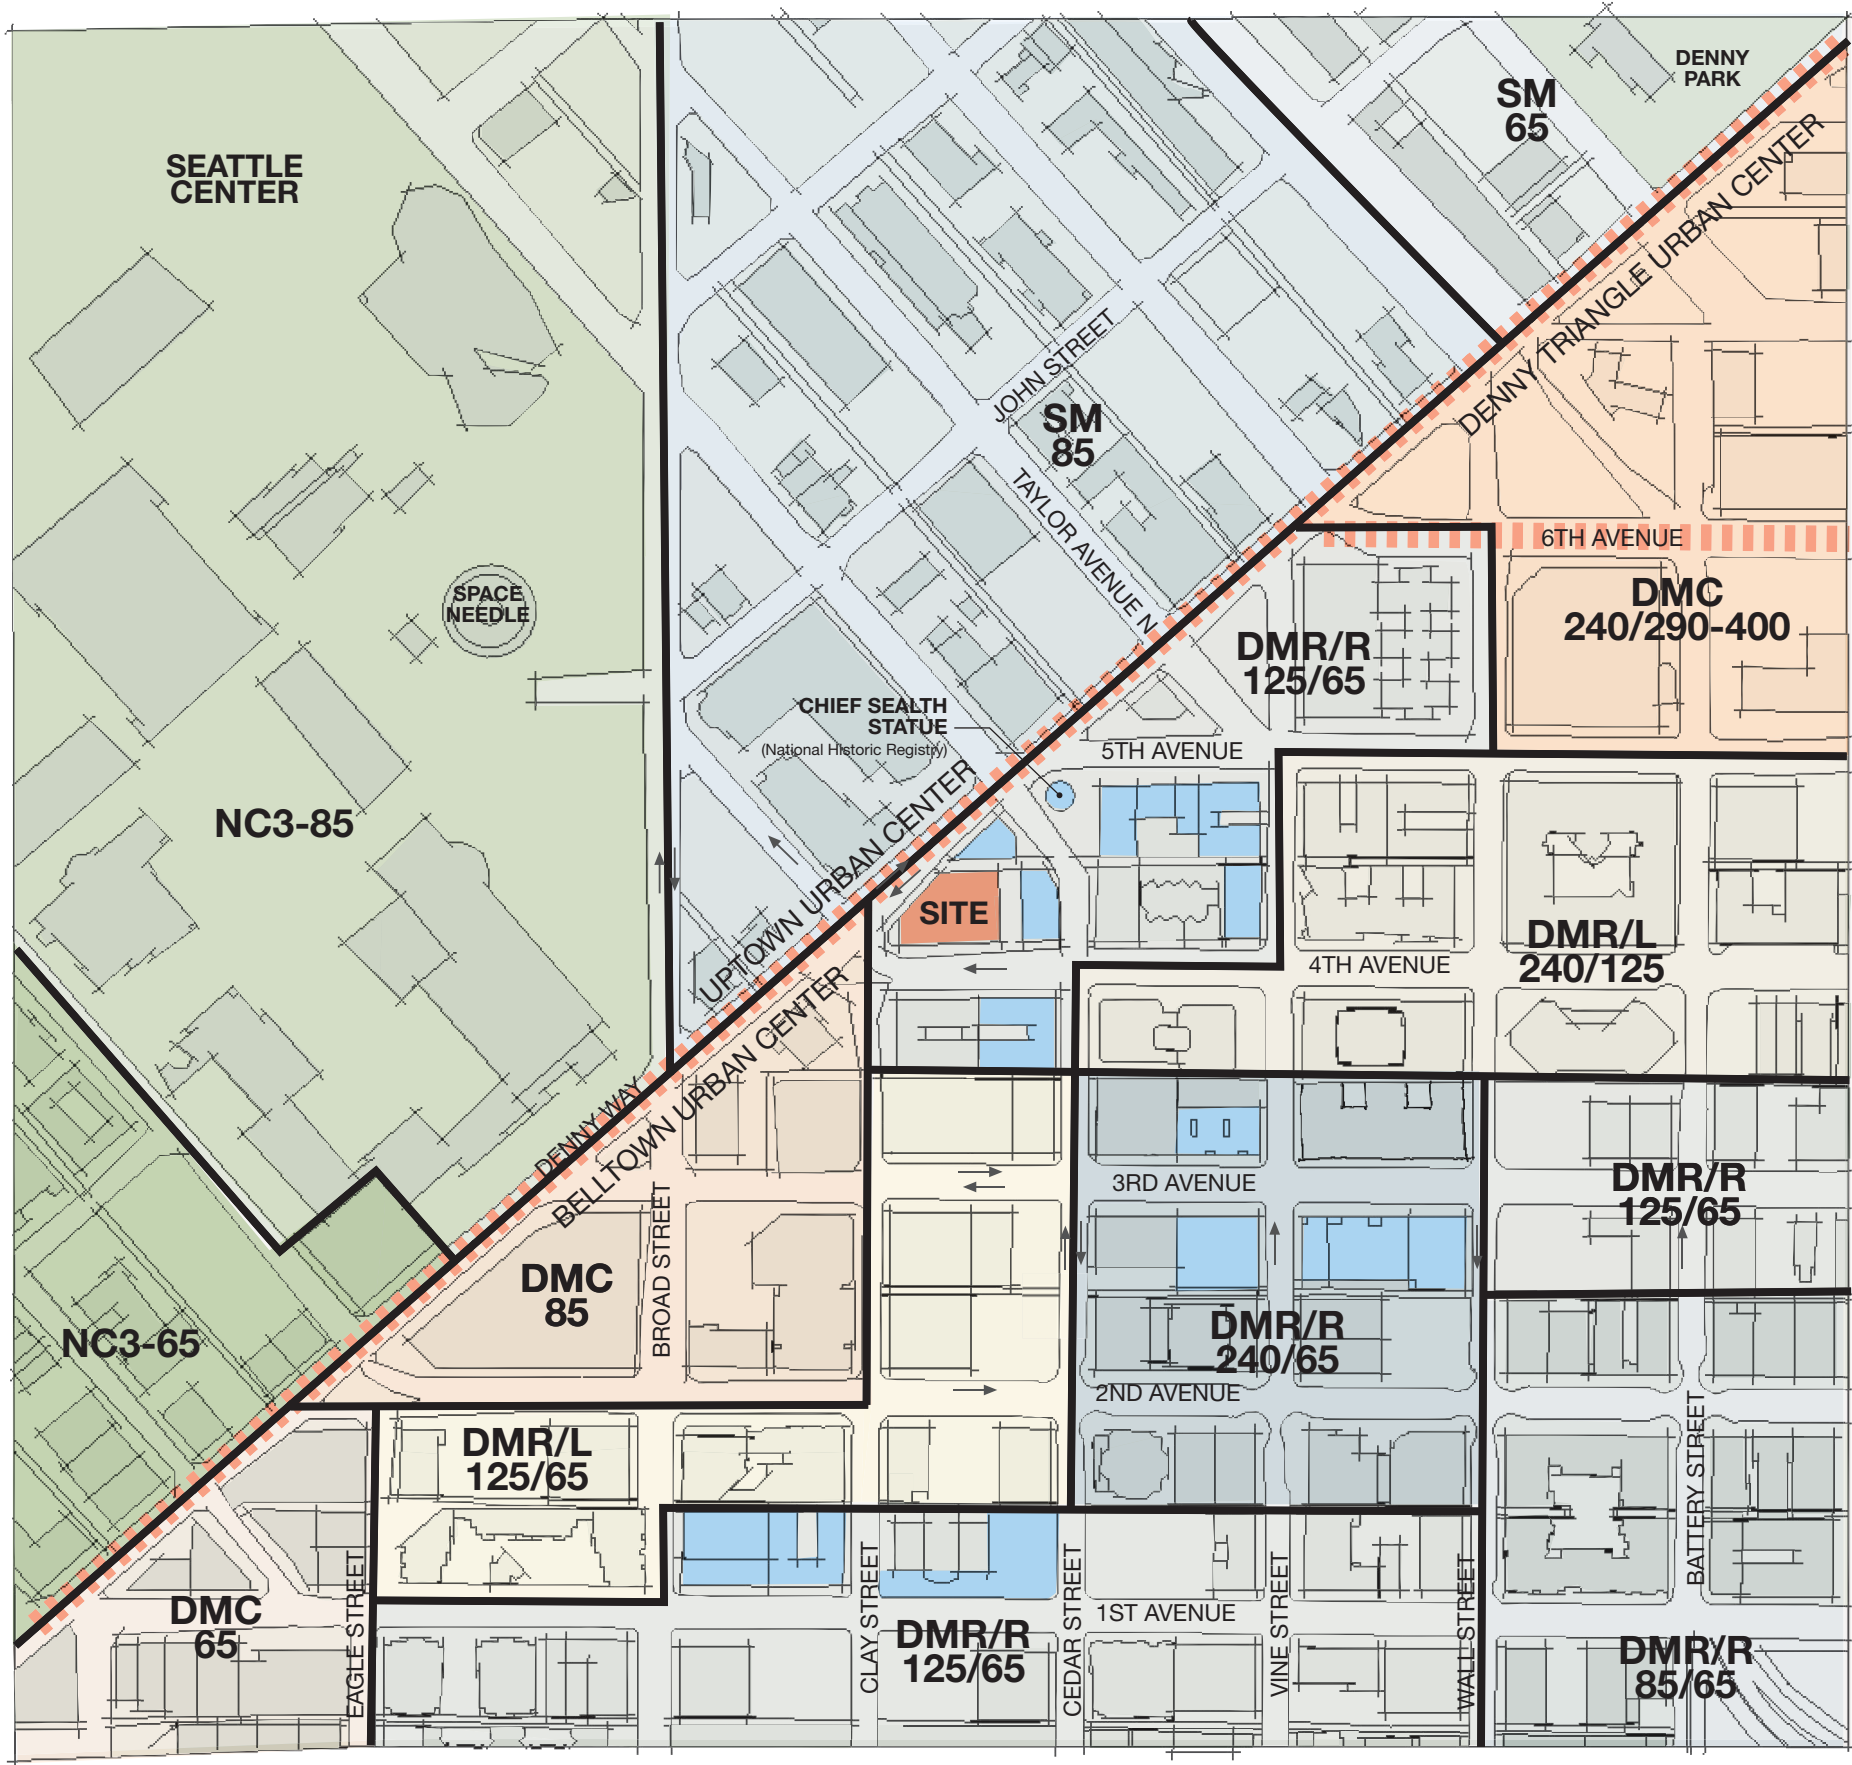 DENNY
PARK
SM
65
SEATTLE
CENTER
DENNY TRIANGLE URBAN CENTER
JOHN STREET
SM
85
TAYLOR AVENUE N
6TH AVENUE
SPACE
NEEDLE
DMC
240/290-400
DMR/R
125/65
CHIEF SEALTH
STATUE
(National Historic Registry)
5TH AVENUE
NC3-85
UPTOWN URBAN CENTER
SITE
DMR/L
240/125
4TH AVENUE
BELLTOWN URBAN CENTER
DENNY WAY
3RD AVENUE
DMR/R
125/65
BROAD STREET
DMC
85
NC3-65
DMR/R
240/65
2ND AVENUE
DMR/L
125/65
BATTERY STREET
EAGLE STREET
CLAY STREET
CEDAR STREET
VINE STREET
WALL STREET
DMC
65
1ST AVENUE
DMR/R
125/65
DMR/R
85/65